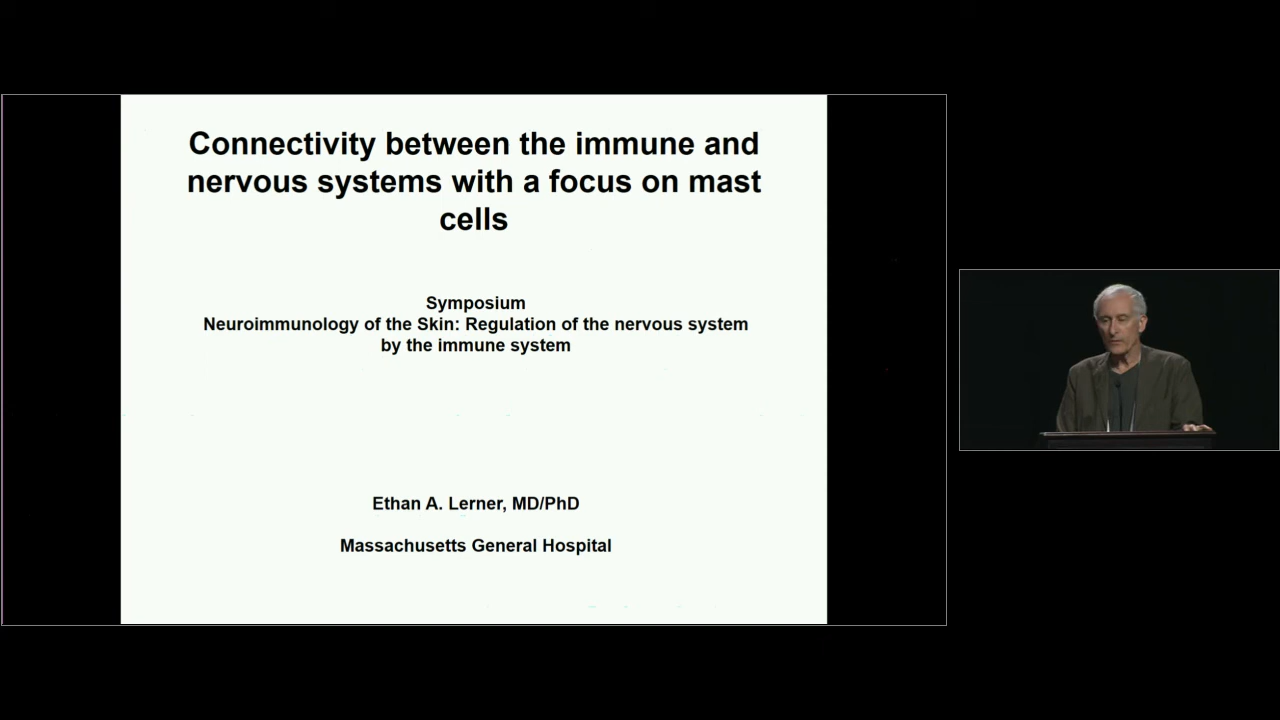 Connectivity between the immune and
nervous systems with a focus on mast
cells
Symposium
Neuroimmunology of the Skin: Regulation of the nervous system
by the immune system
Ethan A. Lerner, MD/PhD
Massachusetts General Hospital